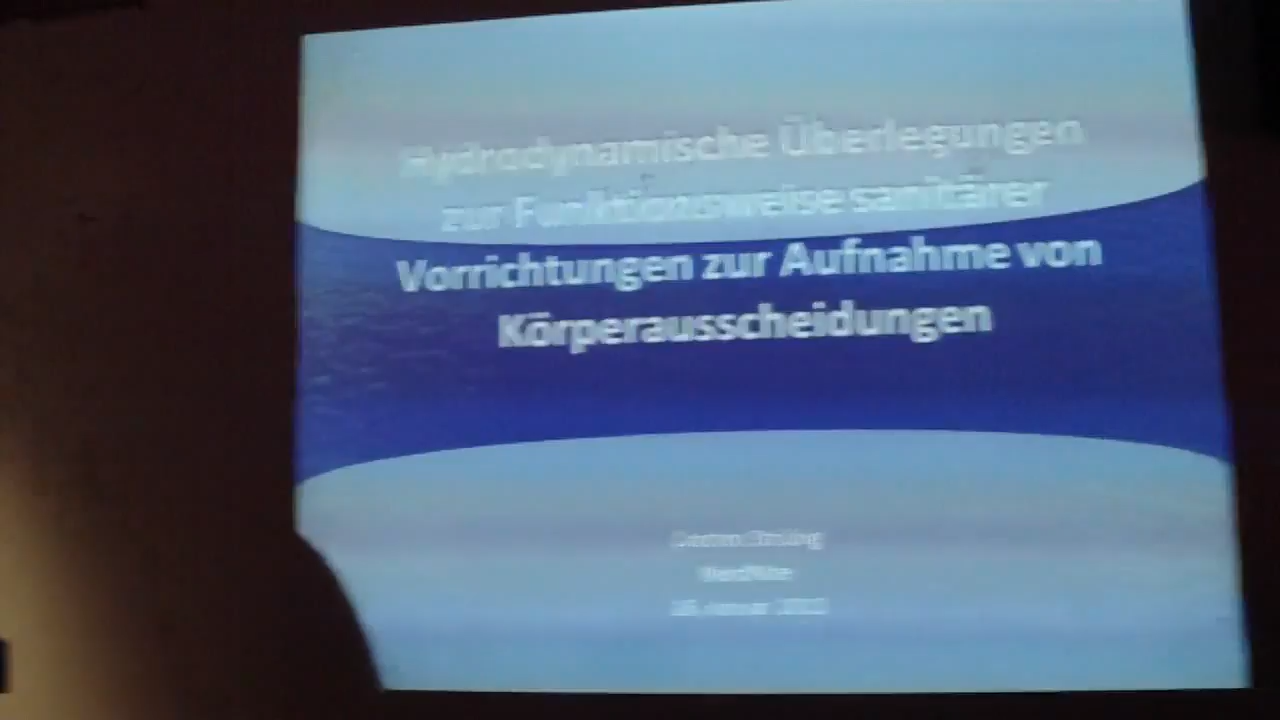 Hydrodynamische Überlegungen
zur Funktionsweise sanitärer
Vorrichtungen zur Aufnahme von
Körperausscheidungen